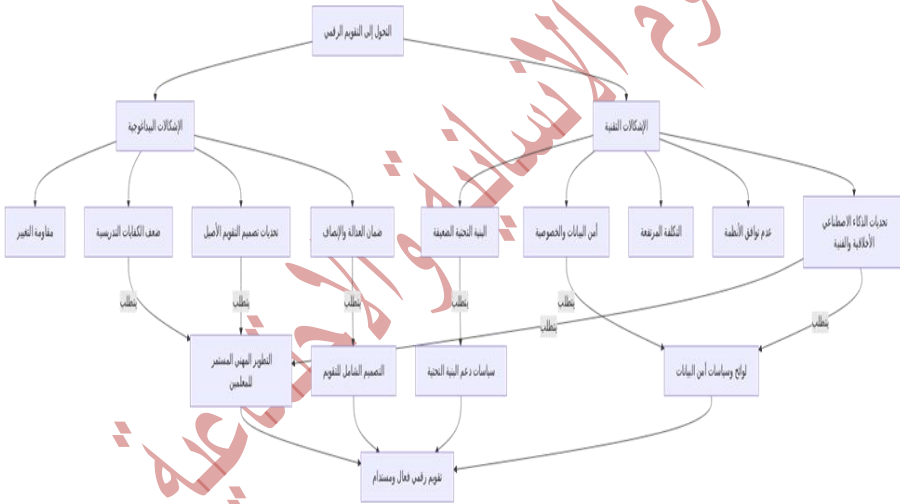 التحول إلى التقويم الرقمي
الإشكالات التقنية
الإشكالات البيداغوجية
تحديات الذكاء الاصطناعي
الأخلاقية والفنية
عدم توافق الأنظمة
التكلفة المرتفعة
أمن البيانات والخصوصية
البنية التحتية الضعيفة
ضمان العدالة والإنصاف
تحديات تصميم التقويم الأصيل
ضعف الكفايات التدريسية
مقاومة التغيير
يتطلب
يتطلب
يتطلب
يتطلب
يتطلب
يتطلب
يتطلب
لوائح وسياسات أمن البيانات
سياسات دعم البنية التحتية
التصميم الشامل للتقويم
التطوير المهني المستمر
للمعلمين
تقويم رقمي فعال ومستدام
الانسانية والاجتماعية